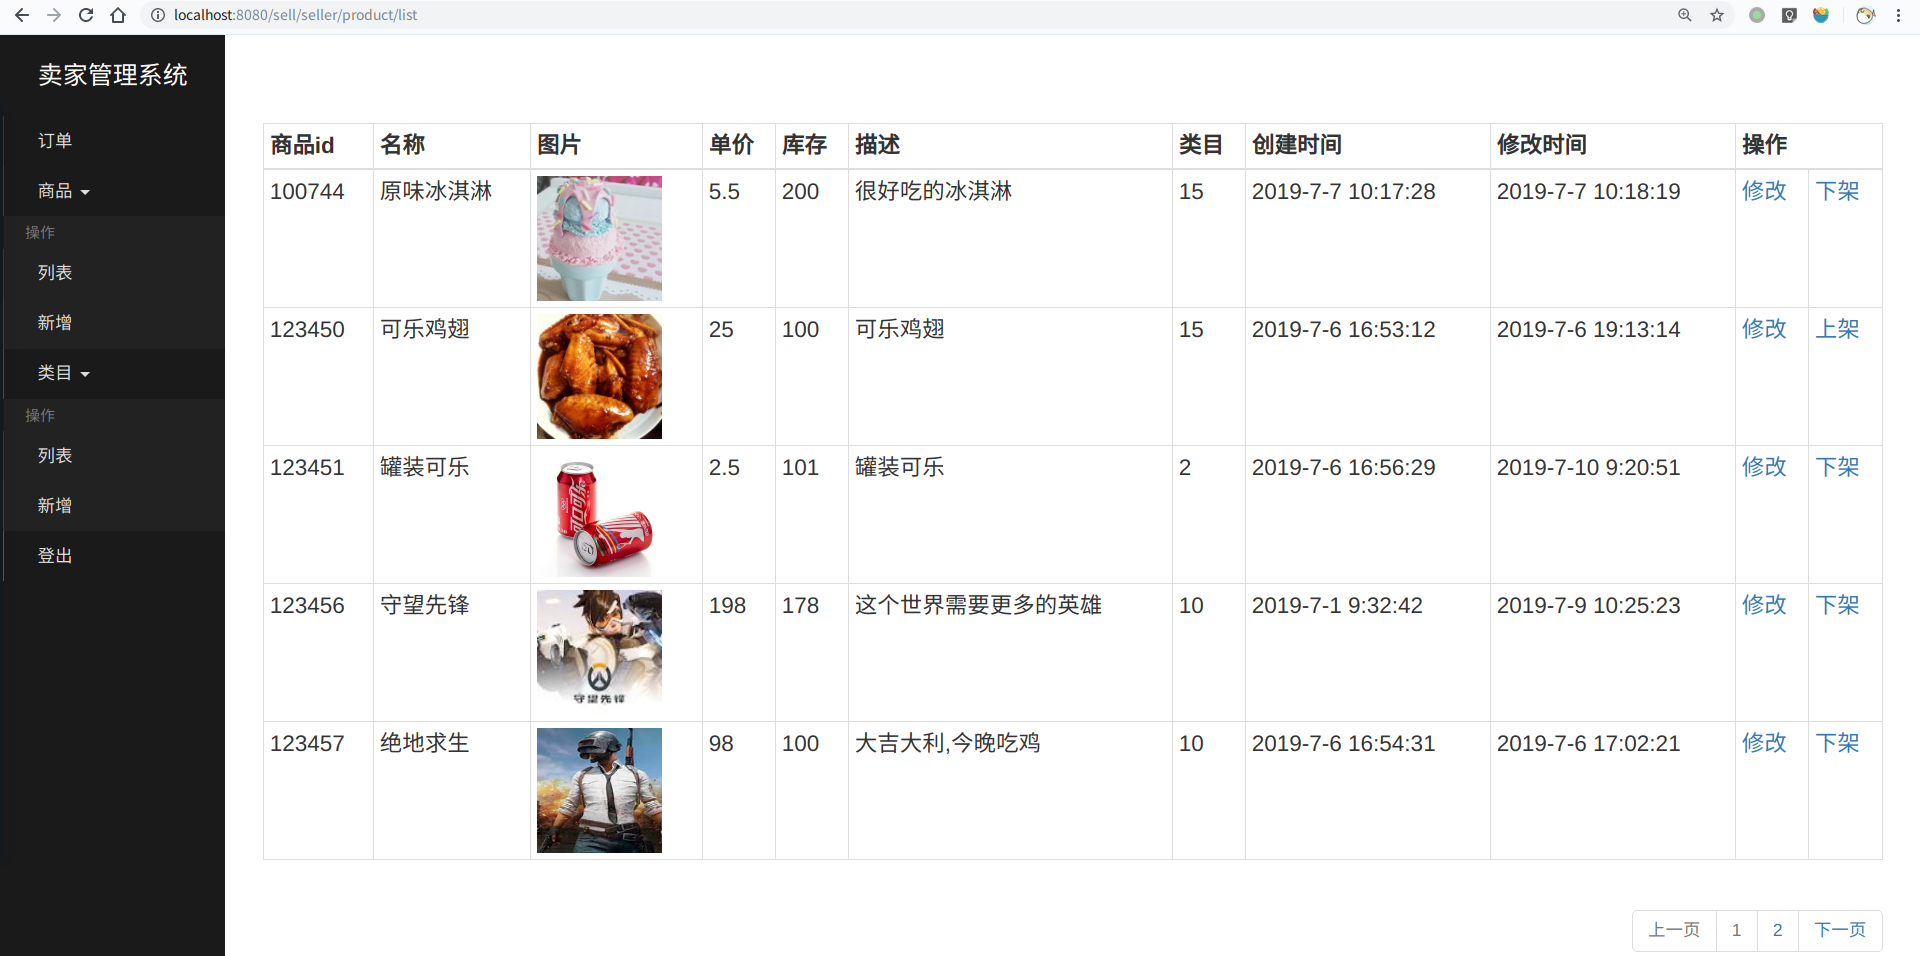 localhost:8080/sell/seller/product/list
卖家管理系统
订单
商品
操作
列表
新增
类目
操作
列表
新增
登出
商品id 名称 图片 单价 库存 描述 类目 创建时间 修改时间 操作
100744 原味冰淇淋 5.5 200 很好吃的冰淇淋 15 2019-7-7 10:17:28 2019-7-7 10:18:19 修改 下架
123450 可乐鸡翅 25 100 可乐鸡翅 15 2019-7-6 16:53:12 2019-7-6 19:13:14 修改 上架
123451 罐装可乐 2.5 101 罐装可乐 2 2019-7-6 16:56:29 2019-7-10 9:20:51 修改 下架
123456 守望先锋 198 178 这个世界需要更多的英雄 10 2019-7-1 9:32:42 2019-7-9 10:25:23 修改 下架
守望先锋
123457 绝地求生 98 100 大吉大利,今晚吃鸡 10 2019-7-6 16:54:31 2019-7-6 17:02:21 修改 下架
上一页 1 2 下一页